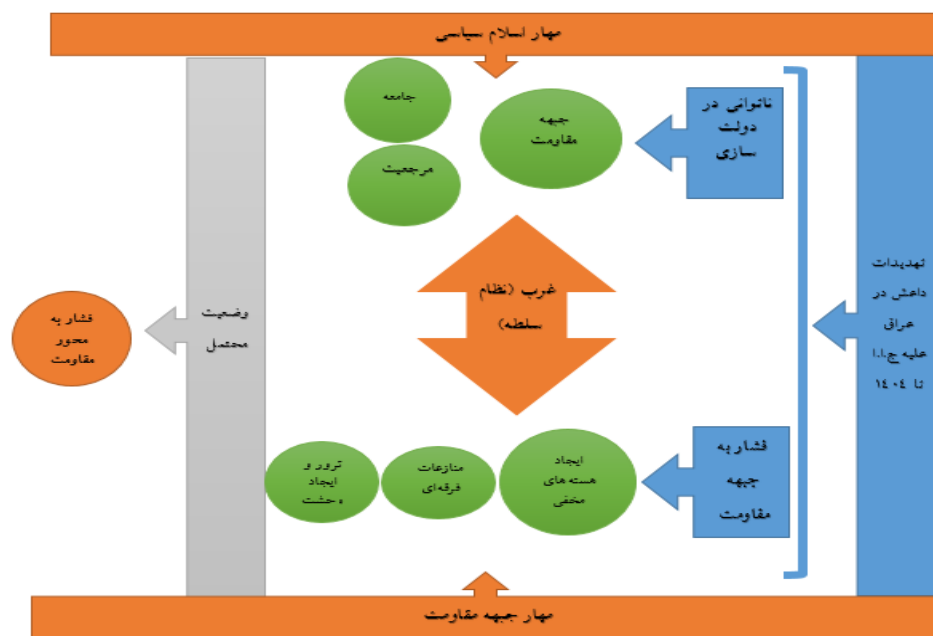 مهار اسلام سیاسی
تهدیدات
داعش در
عراق
علیه ج.ا.ا
تا ١٤٠٤
ناتوانی در
دولت
سازی
جبهه
مقاومت
جامعه
مرجعیت
غرب (نظام
سلطه)
فشار به
جبهه
مقاومت
ایجاد
هسته های
مخفی
منازعات
فرقه‌ای
ترور و
ایجاد
وحشت
وضعیت
محتمل
فشار به
محور
مقاومت
مهار جبهه مقاومت